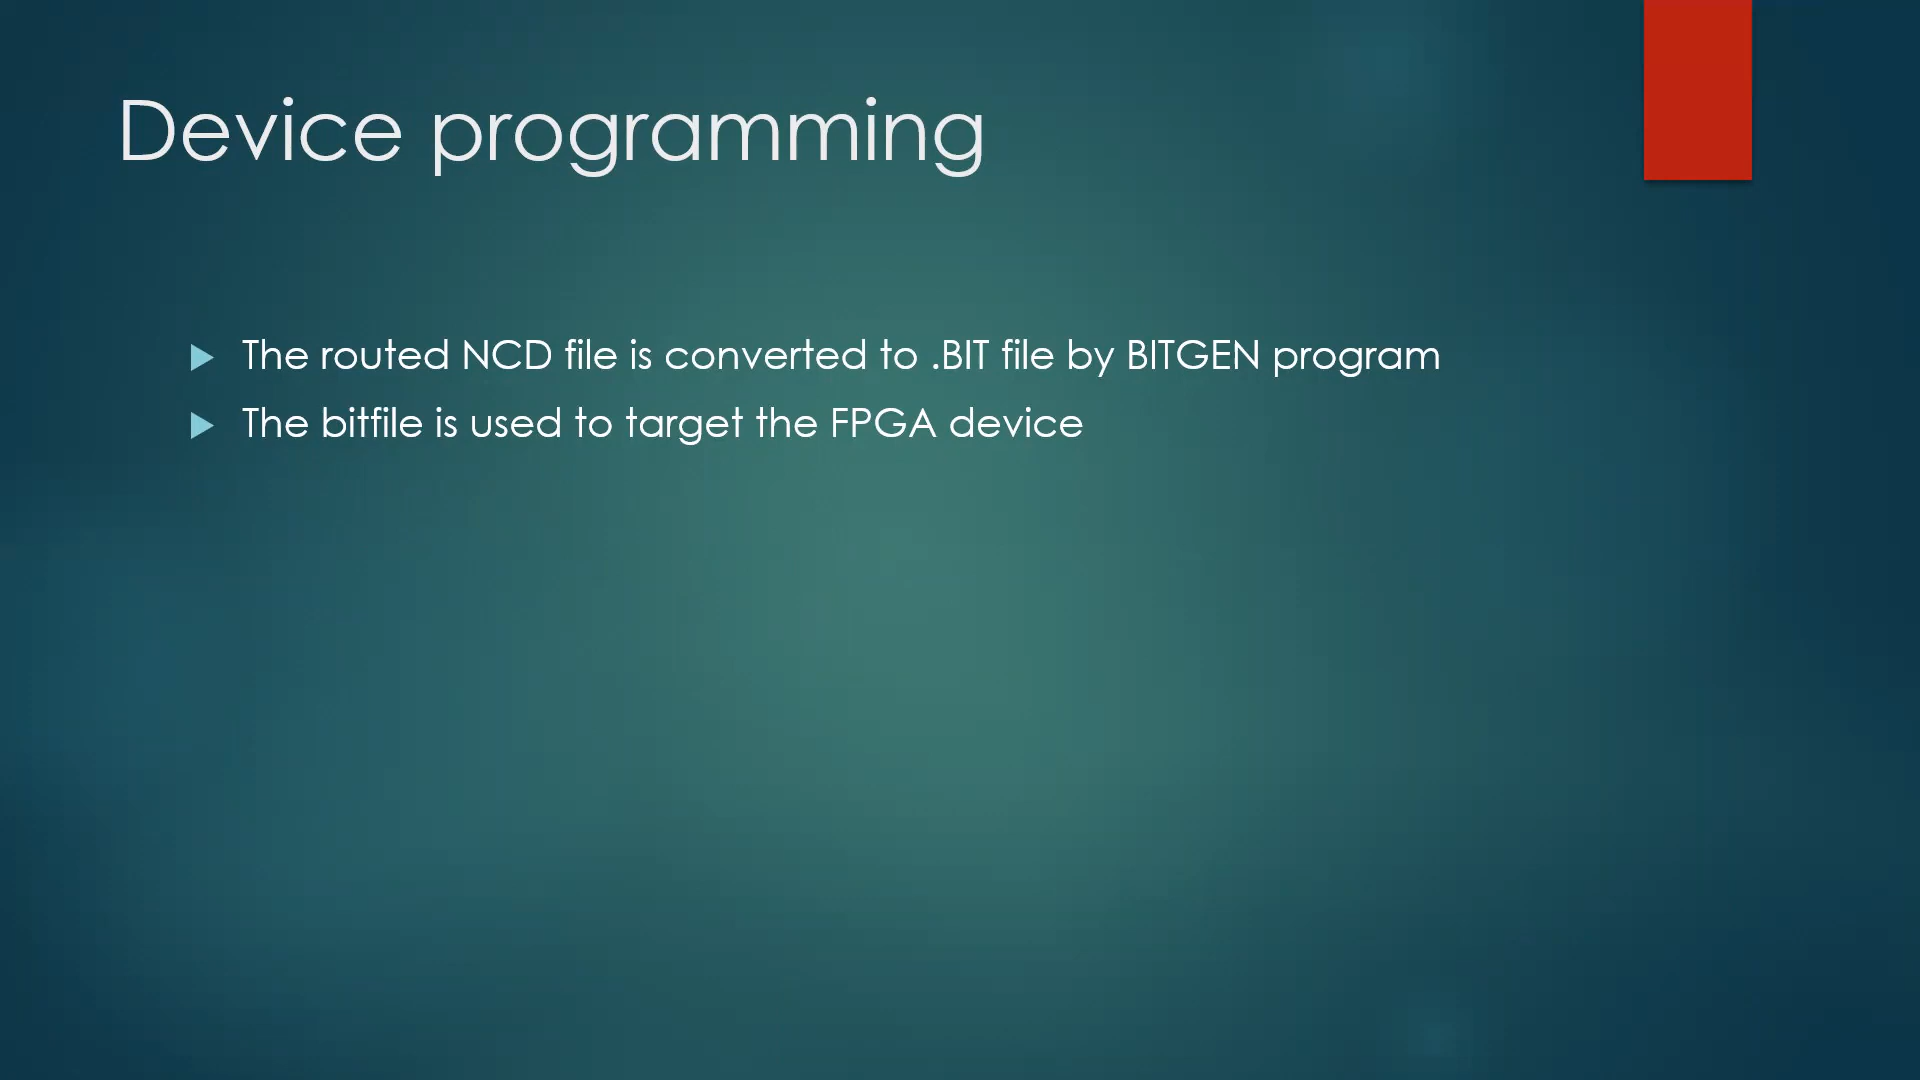 Device programming
The routed NCD file is converted to .BIT file by BITGEN program
The bitfile is used to target the FPGA device